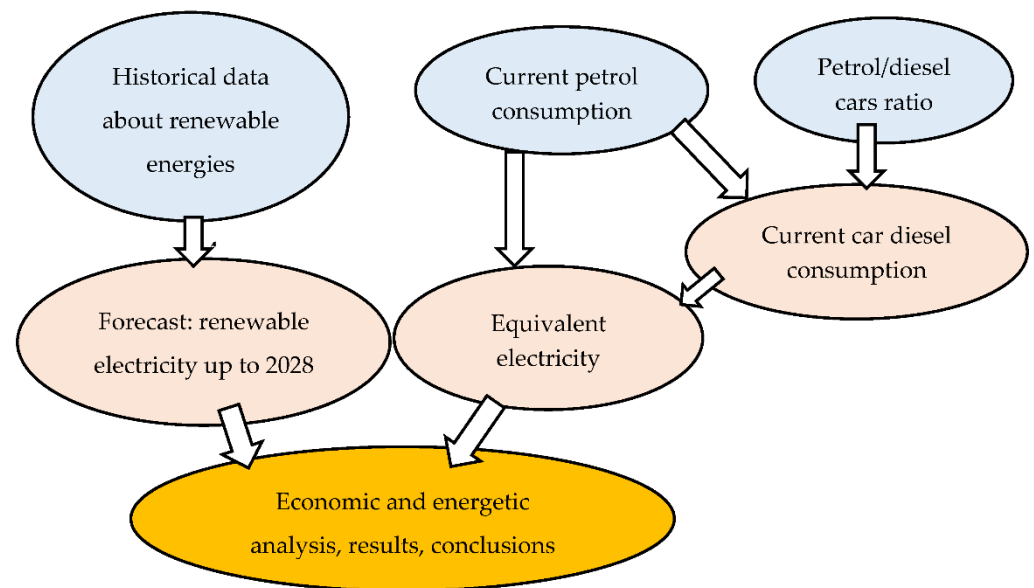 Historical data
about renewable
energies
Current petrol
consumption
Petrol/diesel
cars ratio
Current car diesel
consumption
Forecast: renewable
electricity up to 2028
Equivalent
electricity
Economic and energetic
analysis, results, conclusions